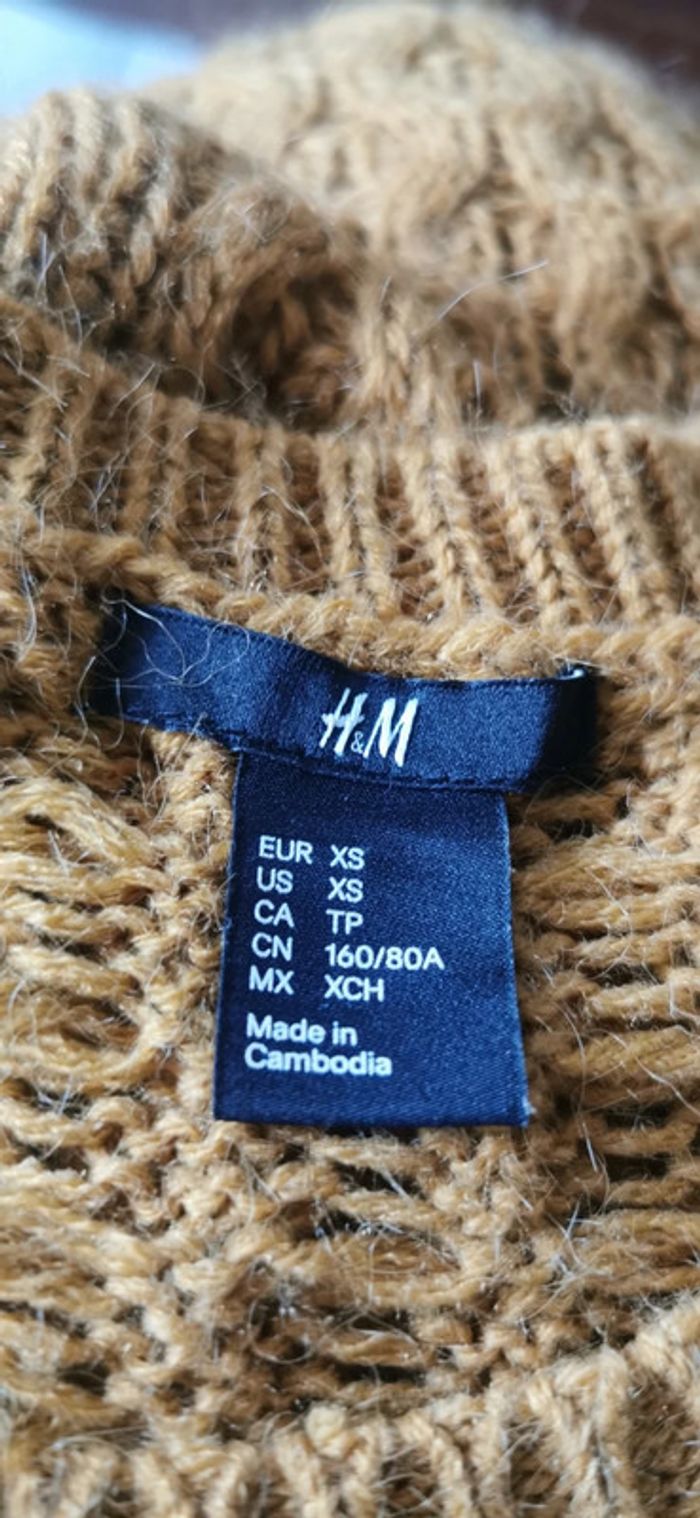 H&M
EUR XS
US XS
CA TP
CN 160/80A
MX XCH
Made in
Cambodia